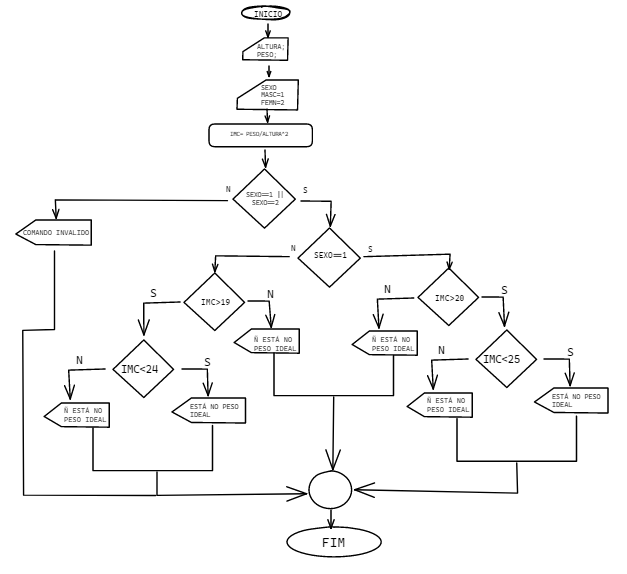 INICIO
ALTURA;
PESO;
SEXO
MASC=1
FEMN=2
IMC= PESO/ALTURA^2
N
SEXO==1 ||
SEXO==2
S
COMANDO INVALIDO
N
SEXO==1
S
S
IMC>19
N
N
IMC>20
S
Ñ ESTÁ NO
PESO IDEAL
Ñ ESTÁ NO
PESO IDEAL
N
IMC<24
S
N
IMC<25
S
Ñ ESTÁ NO
PESO IDEAL
ESTÁ NO PESO
IDEAL
Ñ ESTÁ NO
PESO IDEAL
ESTÁ NO PESO
IDEAL
FIM